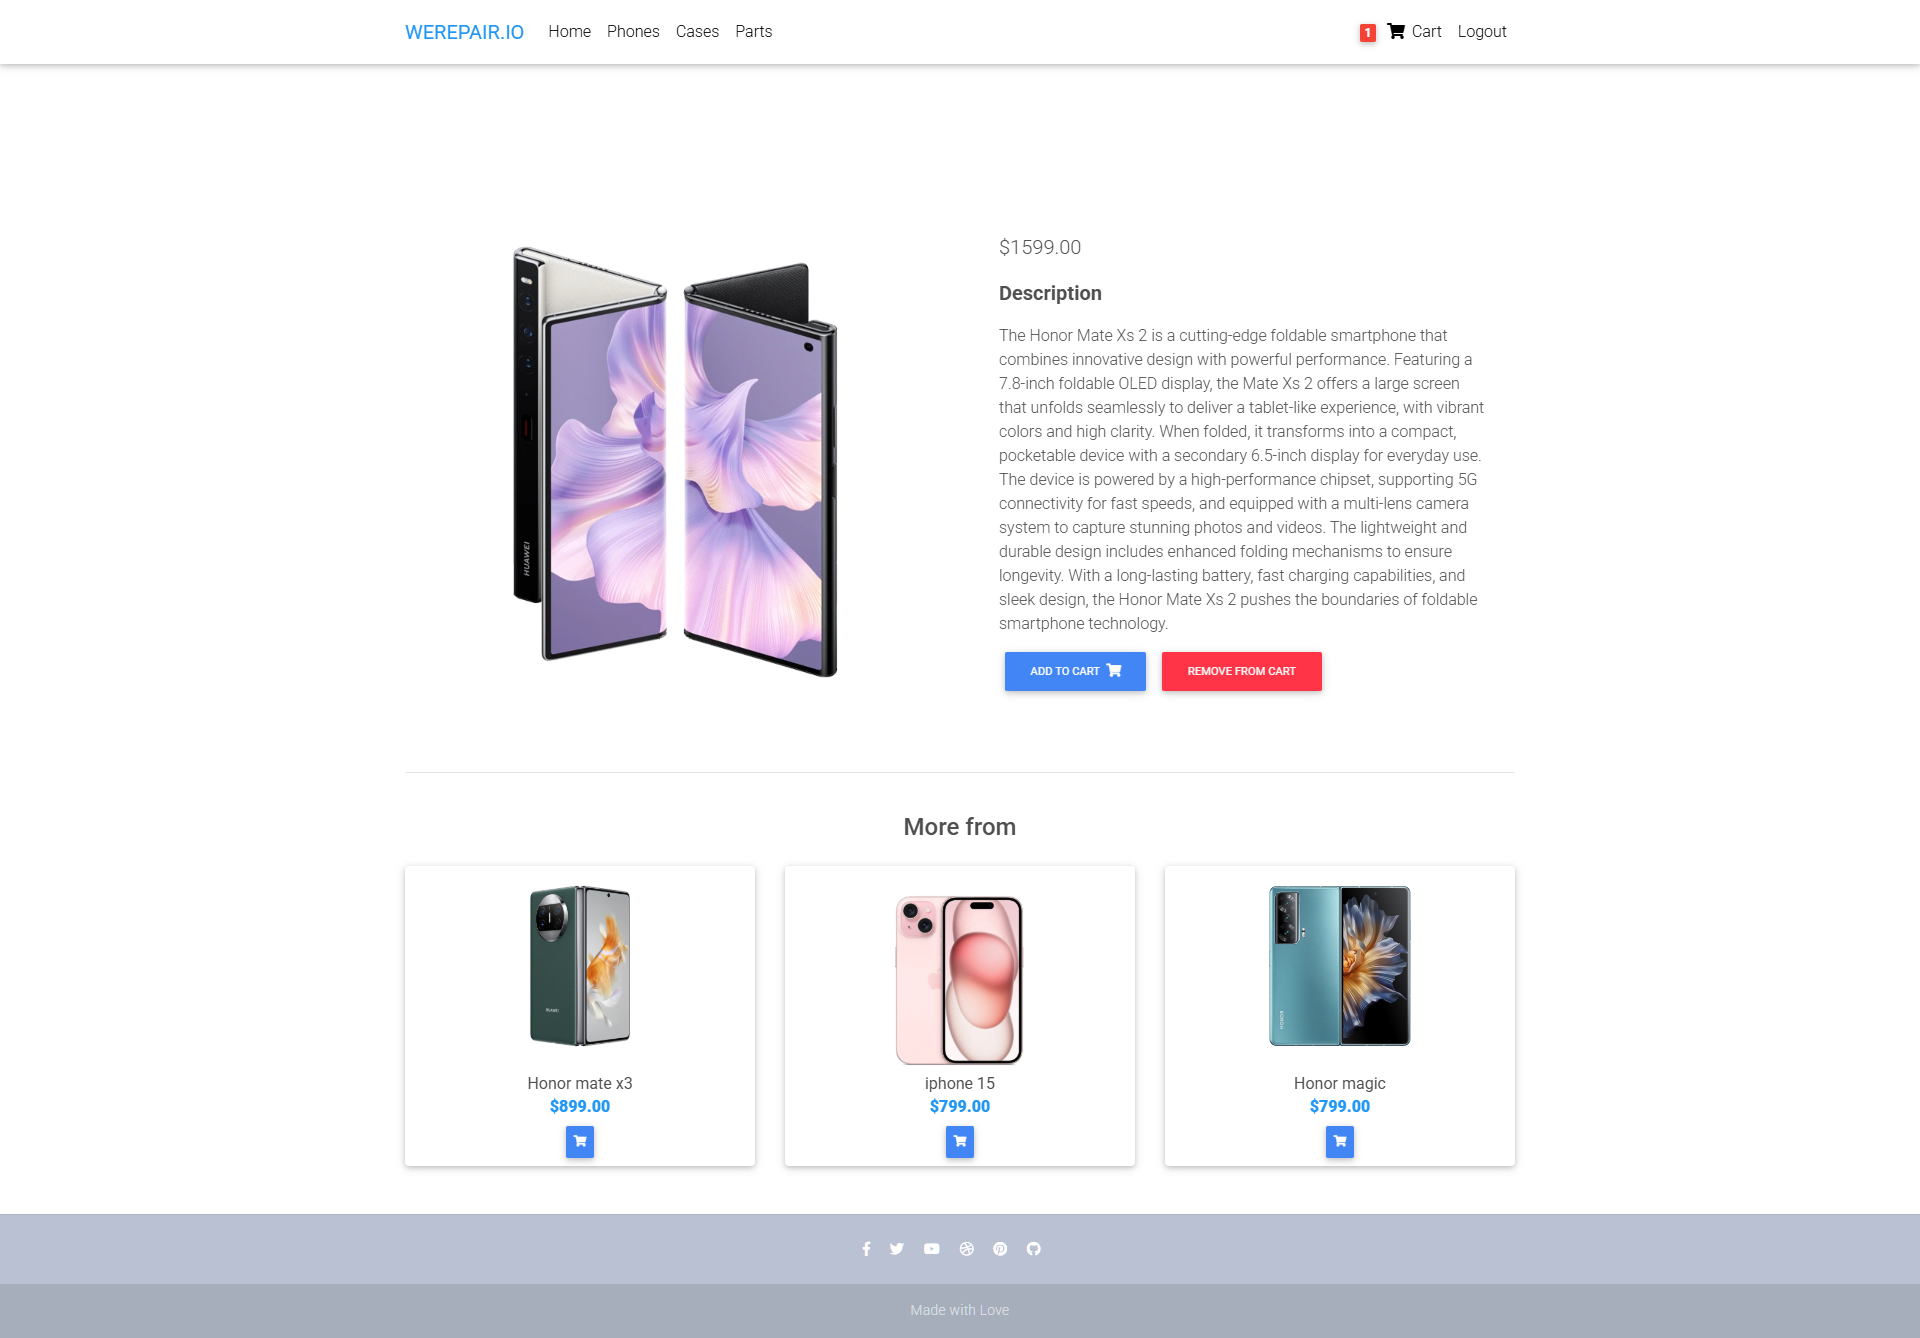 WEREPAIR.IO Home Phones Cases Parts 1 Cart Logout
$1599.00
Description
The Honor Mate Xs 2 is a cutting-edge foldable smartphone that
combines innovative design with powerful performance. Featuring a
7.8-inch foldable OLED display, the Mate Xs 2 offers a large screen
that unfolds seamlessly to deliver a tablet-like experience, with vibrant
colors and high clarity. When folded, it transforms into a compact,
pocketable device with a secondary 6.5-inch display for everyday use.
The device is powered by a high-performance chipset, supporting 5G
connectivity for fast speeds, and equipped with a multi-lens camera
system to capture stunning photos and videos. The lightweight and
durable design includes enhanced folding mechanisms to ensure
longevity. With a long-lasting battery, fast charging capabilities, and
sleek design, the Honor Mate Xs 2 pushes the boundaries of foldable
smartphone technology.
HUAWEI
ADD TO CART REMOVE FROM CART
More from
HUAWEI
HONOR
Honor mate x3
$899.00
iphone 15
$799.00
Honor magic
$799.00
Made with Love